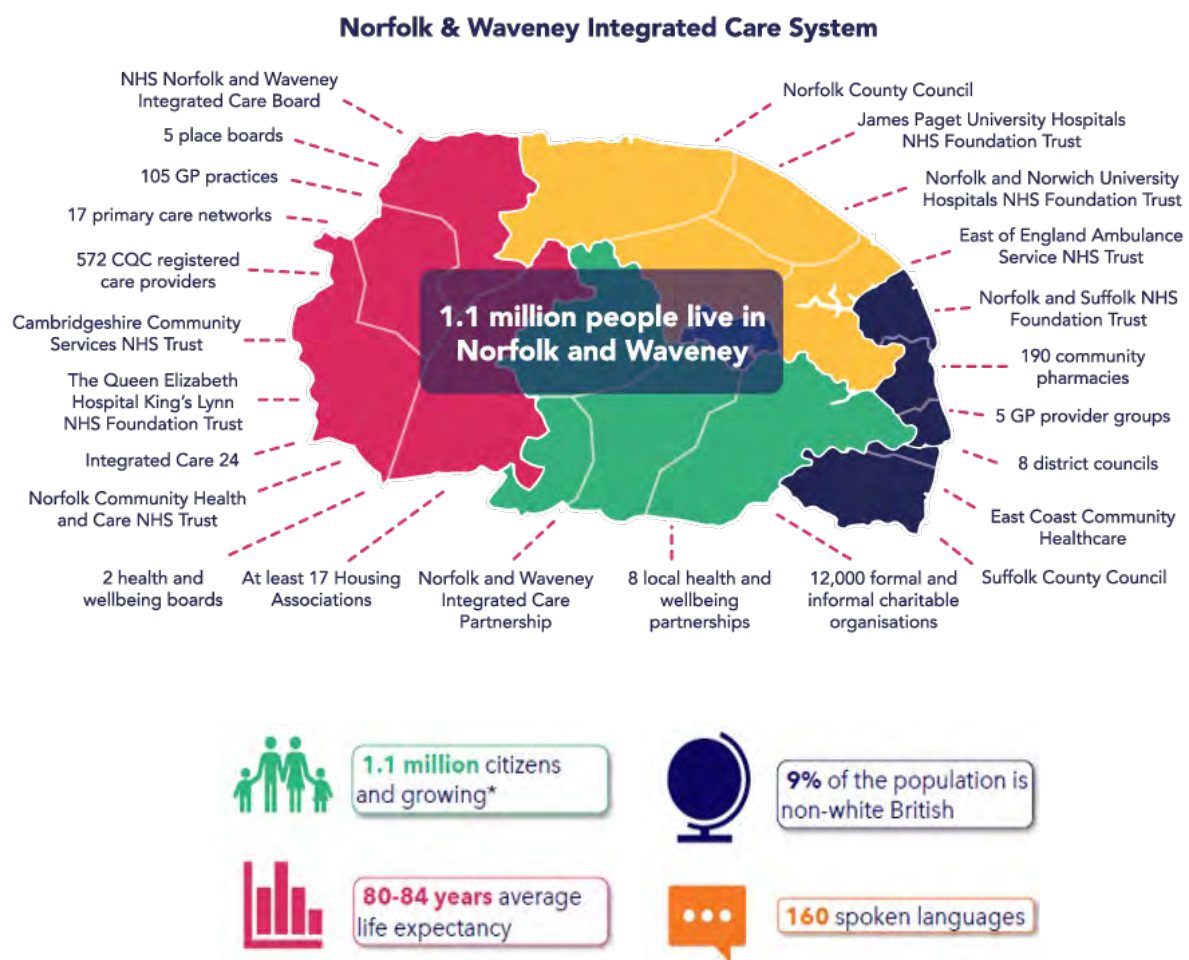 Norfolk & Waveney Integrated Care System
NHS Norfolk and Waveney
Integrated Care Board
5 place boards
105 GP practices
17 primary care networks
572 CQC registered
care providers
Cambridgeshire Community
Services NHS Trust
The Queen Elizabeth
Hospital King's Lynn
NHS Foundation Trust
Integrated Care 24
Norfolk Community Health
and Care NHS Trust
2 health and
wellbeing boards
At least 17 Housing
Associations
Norfolk and Waveney
Integrated Care
Partnership
8 local health and
wellbeing
partnerships
12,000 formal and
informal charitable
organisations
Norfolk County Council
James Paget University Hospitals
NHS Foundation Trust
Norfolk and Norwich University
Hospitals NHS Foundation Trust
East of England Ambulance
Service NHS Trust
Norfolk and Suffolk NHS
Foundation Trust
190 community
pharmacies
5 GP provider groups
8 district councils
East Coast Community
Healthcare
Suffolk County Council
1.1 million people live in
Norfolk and Waveney
1.1 million citizens
and growing*
9% of the population is
non-white British
80-84 years average
life expectancy
160 spoken languages